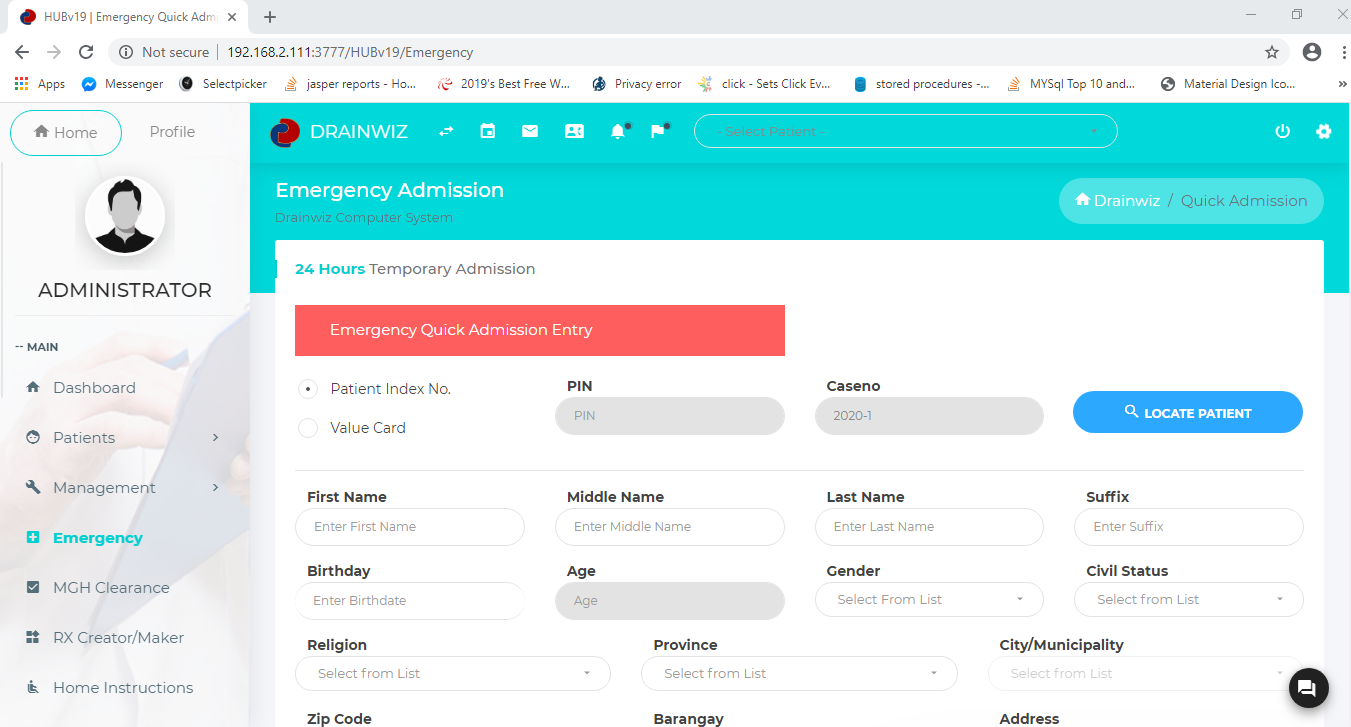 HUBv19 | Emergency Quick Adm
Not secure
192.168.2.111:3777/HUBv19/Emergency
Apps
Messenger
Selectpicker
jasper reports - Ho...
2019's Best Free W...
Privacy error
click - Sets Click Ev...
stored procedures -...
MYSql Top 10 and...
Material Design Ico...
»
Home
Profile
DRAINWIZ
- Select Patient -
Emergency Admission
Drainwiz Computer System
Drainwiz / Quick Admission
ADMINISTRATOR
-- MAIN
Dashboard
Patients
Management
Emergency
MGH Clearance
RX Creator/Maker
Home Instructions
24 Hours Temporary Admission
Emergency Quick Admission Entry
Patient Index No.
Value Card
PIN
PIN
Caseno
2020-1
LOCATE PATIENT
First Name
Enter First Name
Middle Name
Enter Middle Name
Last Name
Enter Last Name
Suffix
Enter Suffix
Birthday
Enter Birthdate
Age
Age
Gender
Select From List
Civil Status
Select from List
Religion
Select from List
Province
Select from List
City/Municipality
Select from List
Zip Code
Barangay
Address